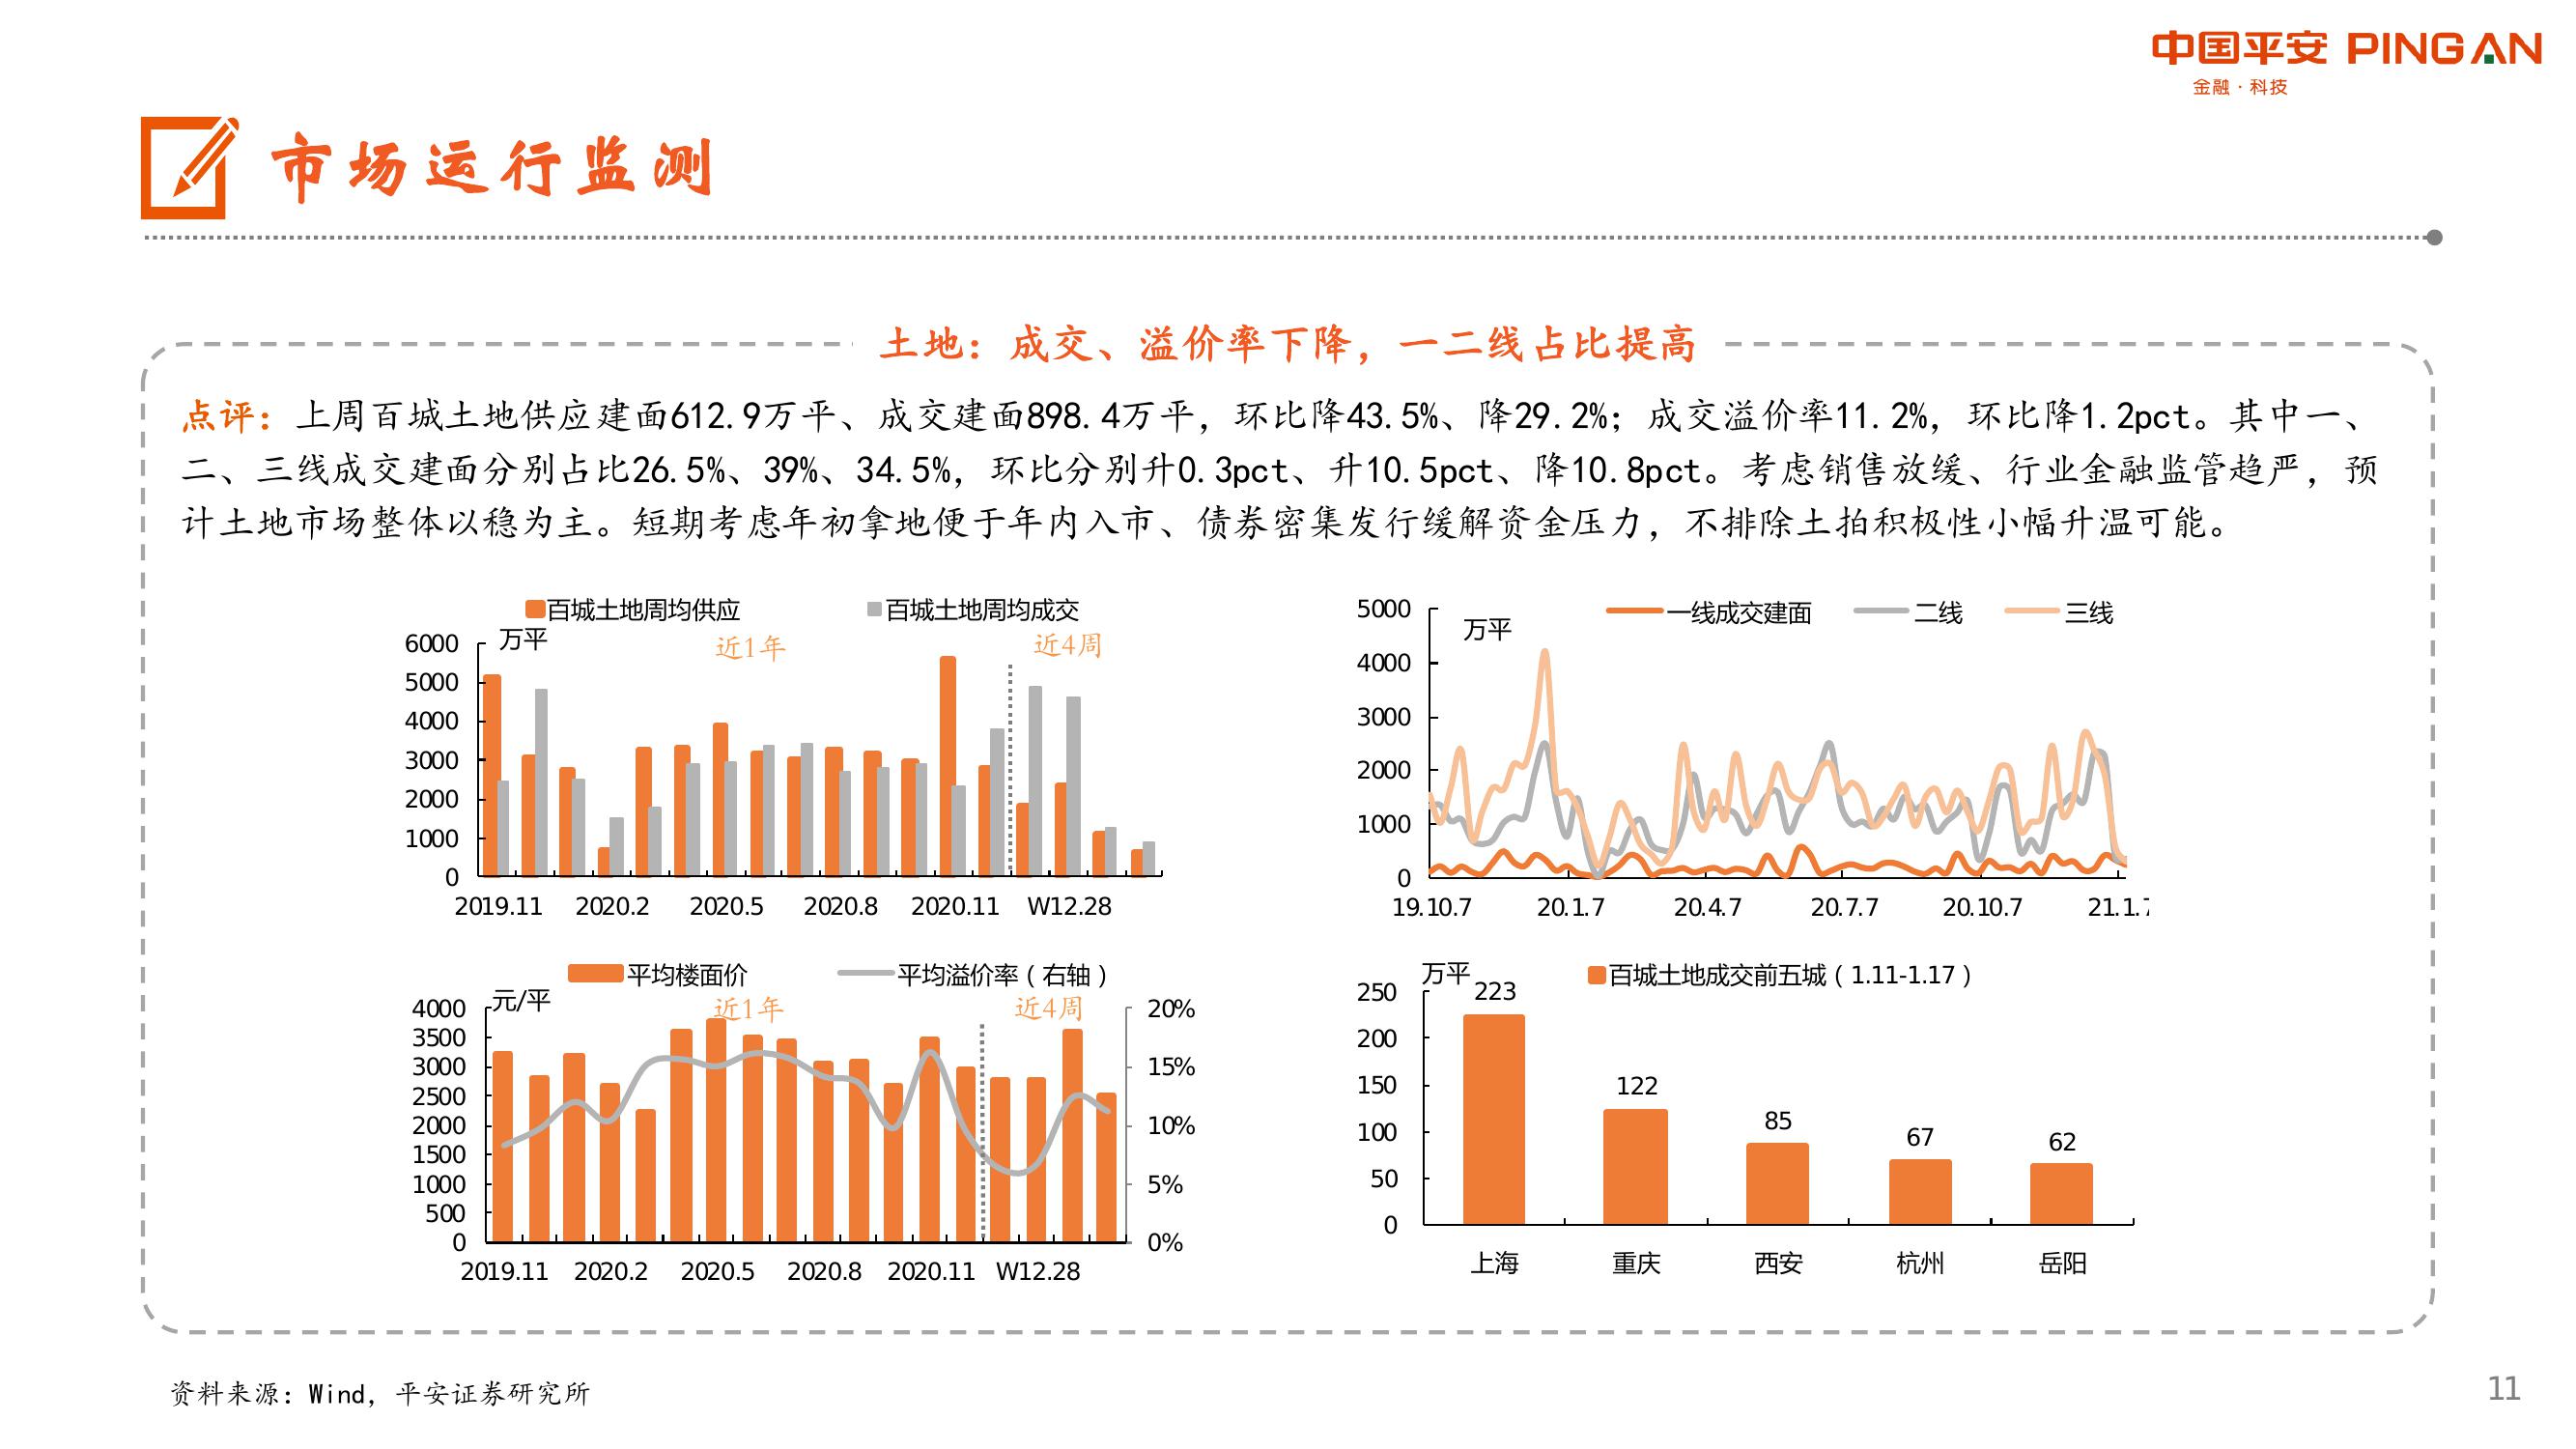 中国平安 PINGAN
金融·科技
市场运行监测
土地：成交、溢价率下降，一二线占比提高
点评：上周百城土地供应建面612.9万平、成交建面898.4万平，环比降43.5%、降29.2%；成交溢价率11.2%，环比降1.2pct。其中一、
二、三线成交建面分别占比26.5%、39%、34.5%，环比分别升0.3pct、升10.5pct、降10.8pct。考虑销售放缓、行业金融监管趋严，预
计土地市场整体以稳为主。短期考虑年初拿地便于年内入市、债券密集发行缓解资金压力，不排除土拍积极性小幅升温可能。
百城土地周均供应 百城土地周均成交
万平 近1年 近4周
6000
5000
4000
3000
2000
1000
0
2019.11 2020.2 2020.5 2020.8 2020.11 W12.28
一线成交建面 二线 三线
万平
5000
4000
3000
2000
1000
0
19.10.7 20.1.7 20.4.7 20.7.7 20.10.7 21.1.7
平均楼面价 平均溢价率（右轴）
元/平 近1年 近4周
4000
3500
3000
2500
2000
1500
1000
500
0
20%
15%
10%
5%
0%
2019.11 2020.2 2020.5 2020.8 2020.11 W12.28
万平 百城土地成交前五城（1.11-1.17）
250
200
150
100
50
0
223
122
85
67
62
上海 重庆 西安 杭州 岳阳
资料来源：Wind，平安证券研究所
11